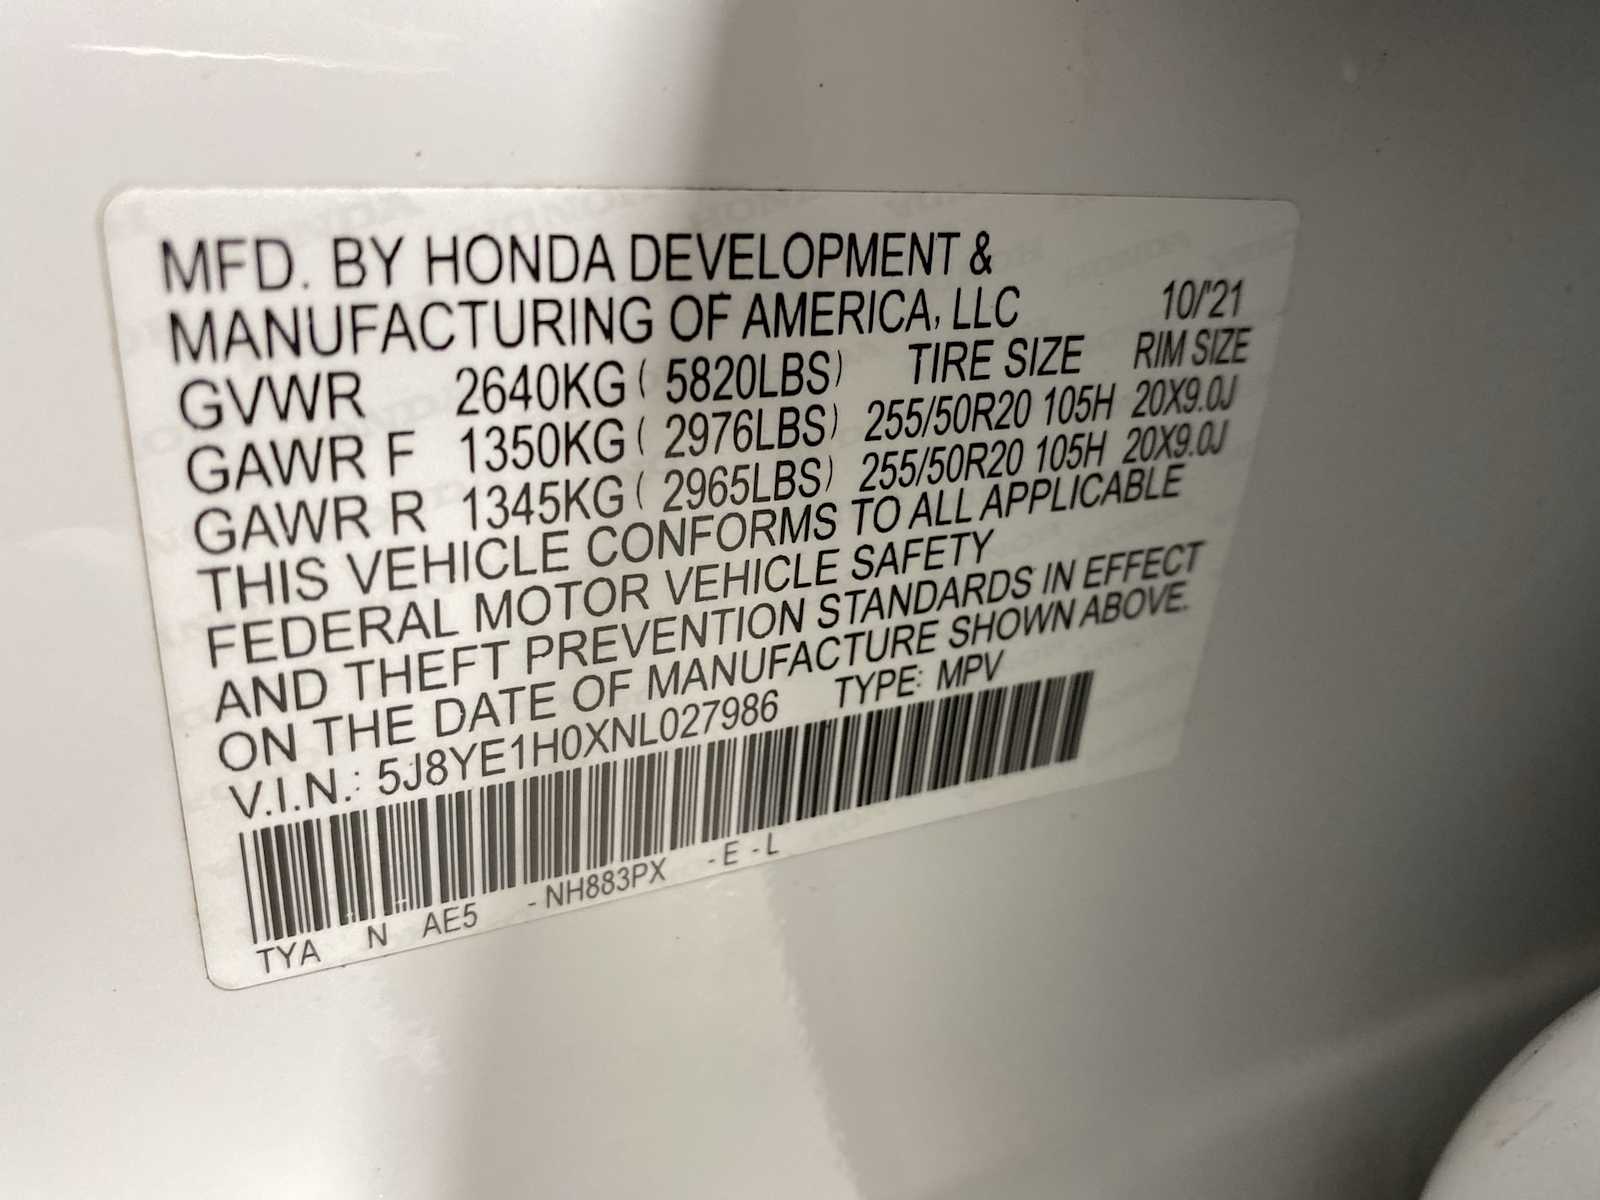 MFD. BY HONDA DEVELOPMENT &
MANUFACTURING OF AMERICA, LLC 10/'21
GVWR 2640KG ( 5820LBS) TIRE SIZE RIM SIZE
GAWR F 1350KG ( 2976LBS) 255/50R20 105H 20X9.0J
GAWR R 1345KG ( 2965LBS) 255/50R20 105H 20X9.0J
THIS VEHICLE CONFORMS TO ALL APPLICABLE
FEDERAL MOTOR VEHICLE SAFETY
AND THEFT PREVENTION STANDARDS IN EFFECT
ON THE DATE OF MANUFACTURE SHOWN ABOVE.
V.I.N.: 5J8YE1H0XNL027986 TYPE: MPV
TYA N AE5 - NH883PX - E - L